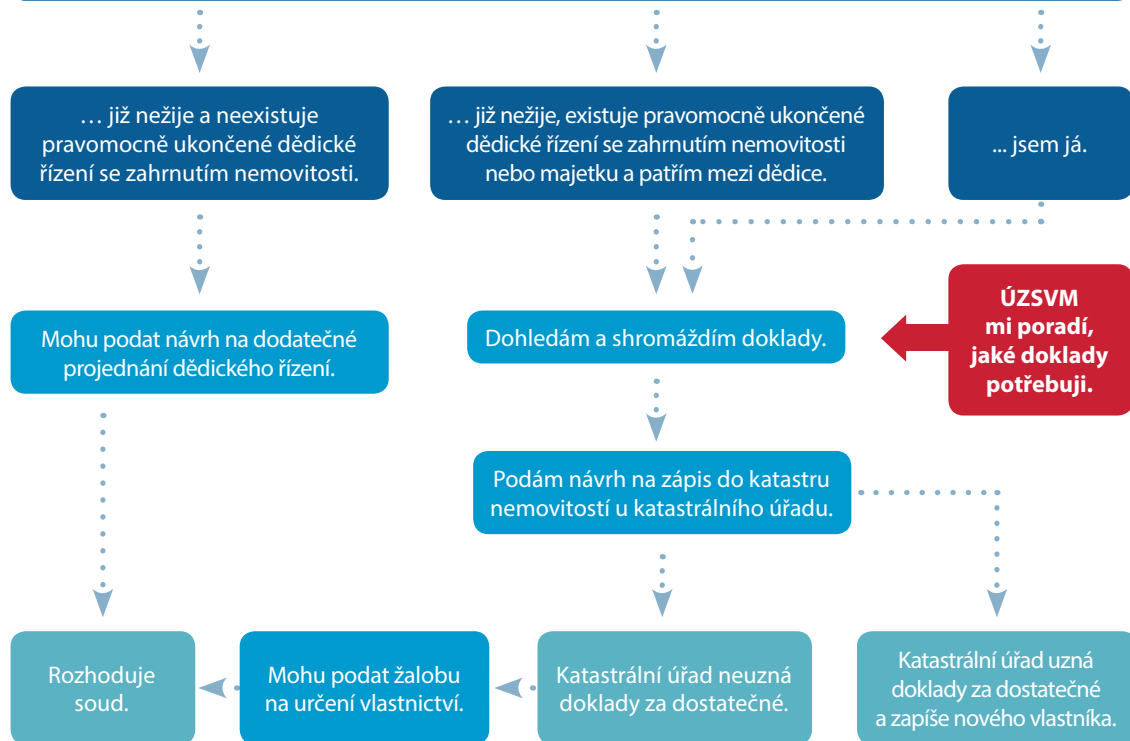 … již nežije a neexistuje
pravomocně ukončené dědické
řízení se zahrnutím nemovitosti.
… již nežije, existuje pravomocně ukončené
dědické řízení se zahrnutím nemovitosti
nebo majetku a patřím mezi dědice.
... jsem já.
Mohu podat návrh na dodatečné
projednání dědického řízení.
Dohledám a shromáždím doklady.
ÚZSVM
mi poradí,
jaké doklady
potřebuji.
Podám návrh na zápis do katastru
nemovitostí u katastrálního úřadu.
Rozhoduje
soud.
Mohu podat žalobu
na určení vlastnictví.
Katastrální úřad neuzná
doklady za dostatečné.
Katastrální úřad uzná
doklady za dostatečné
a zapíše nového vlastníka.